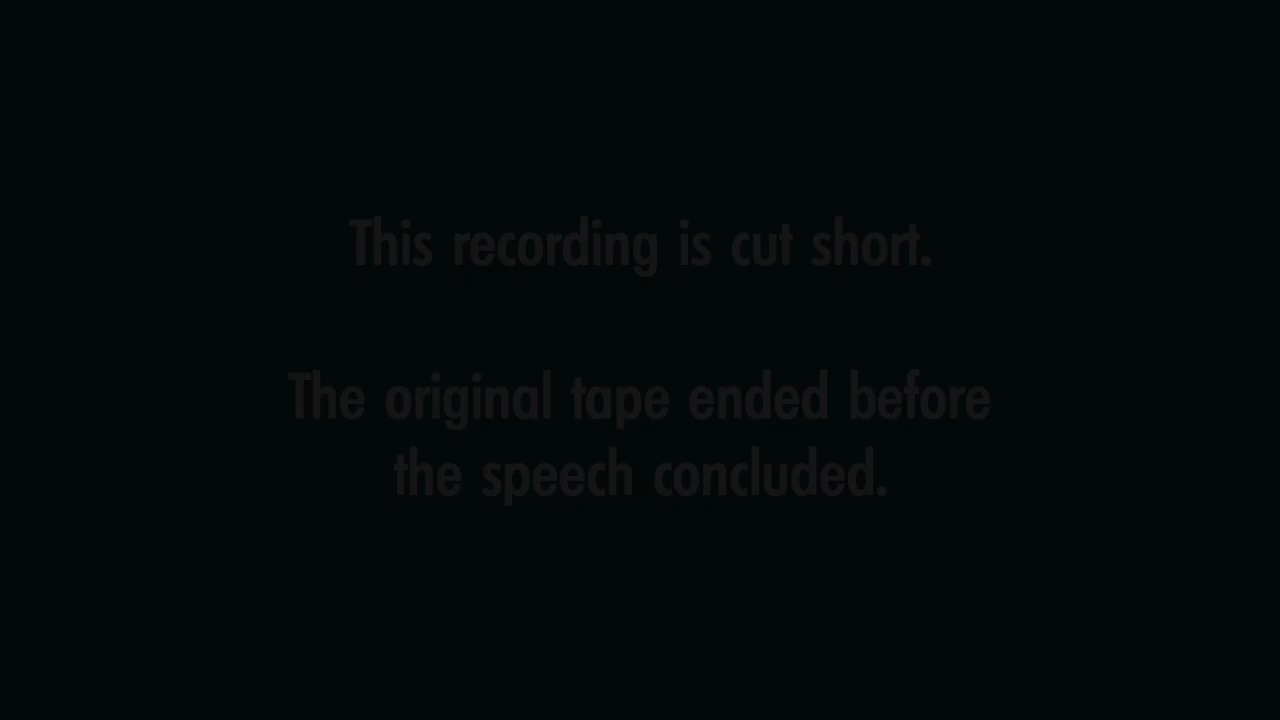 This recording is cut short.
The original tape ended before
the speech concluded.